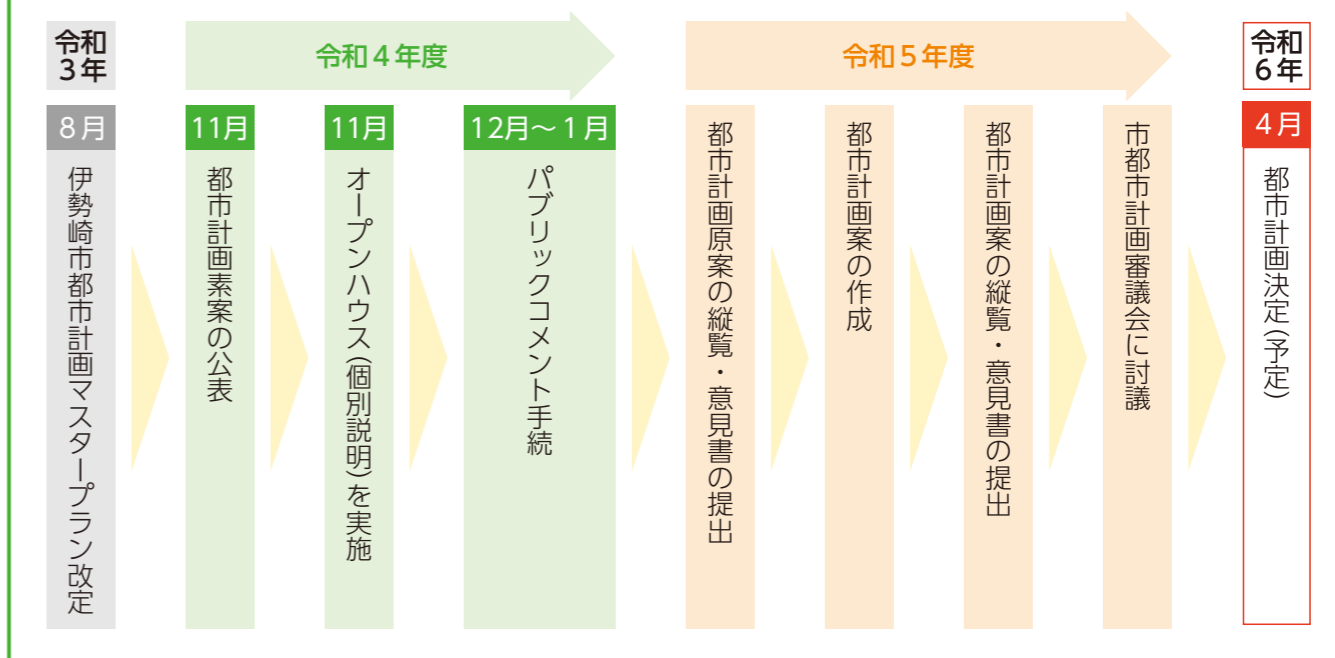 令和
3年
8月
伊勢崎市都市計画マスタープラン改定
令和４年度
11月
都市計画素案の公表
11月
オープンハウス(個別説明)を実施
12月～１月
パブリックコメント手続
令和５年度
都市計画原案の縦覧・意見書の提出
都市計画案の作成
都市計画案の縦覧・意見書の提出
市都市計画審議会に討議
令和
6年
4月
都市計画決定(予定)